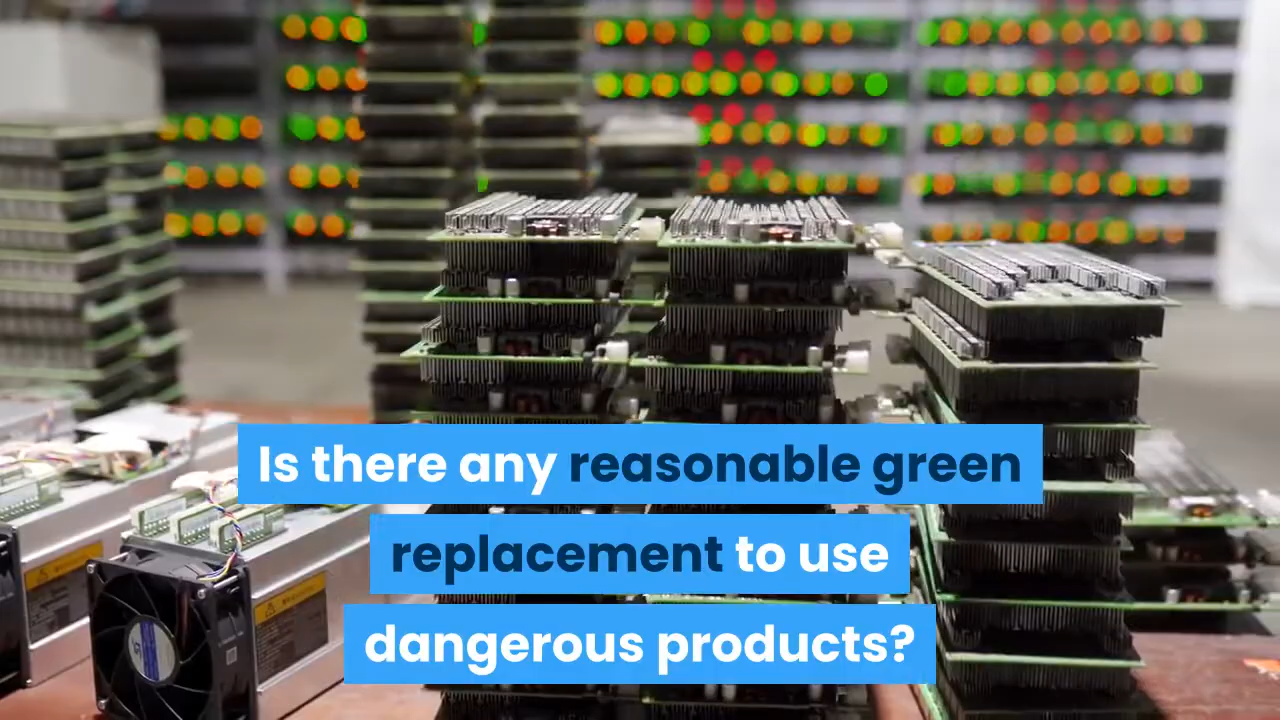 Is there any reasonable green
replacement to use
dangerous products?